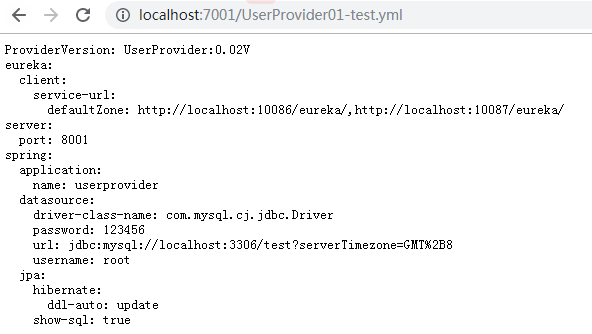 localhost:7001/UserProvider01-test.yml
ProviderVersion: UserProvider:0.02V
eureka:
  client:
    service-url:
      defaultZone: http://localhost:10086/eureka/,http://localhost:10087/eureka/
server:
  port: 8001
spring:
  application:
    name: userprovider
  datasource:
    driver-class-name: com.mysql.cj.jdbc.Driver
    password: 123456
    url: jdbc:mysql://localhost:3306/test?serverTimezone=GMT%2B8
    username: root
  jpa:
    hibernate:
      ddl-auto: update
    show-sql: true